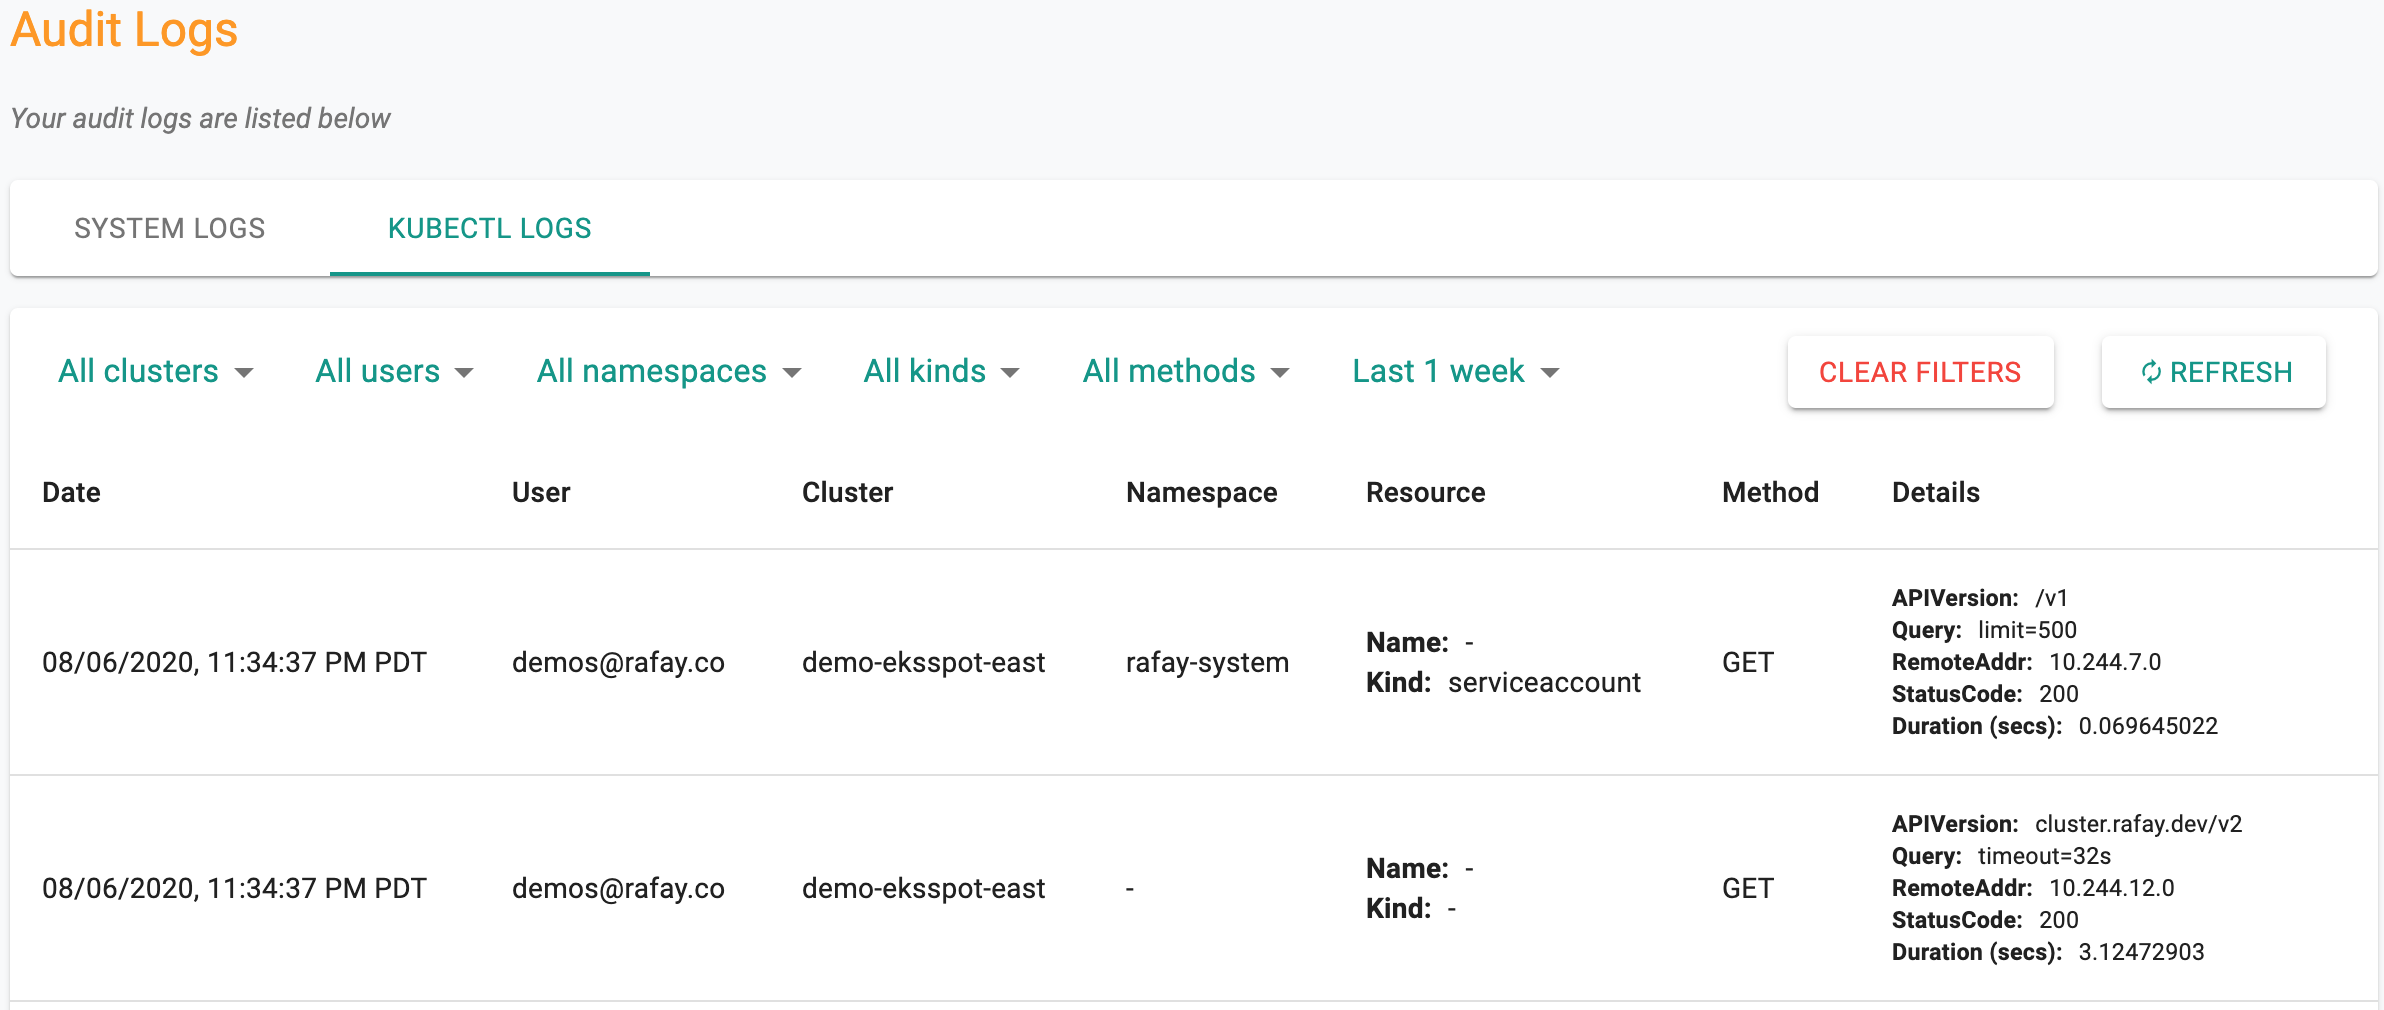 Audit Logs
Your audit logs are listed below
SYSTEM LOGS KUBECTL LOGS
All clusters All users All namespaces All kinds All methods Last 1 week CLEAR FILTERS REFRESH
Date User Cluster Namespace Resource Method Details
08/06/2020, 11:34:37 PM PDT demos@rafay.co demo-eksspot-east rafay-system
Name: -
Kind: serviceaccount
GET
APIVersion: /v1
Query: limit=500
RemoteAddr: 10.244.7.0
StatusCode: 200
Duration (secs): 0.069645022
08/06/2020, 11:34:37 PM PDT demos@rafay.co demo-eksspot-east -
Name: -
Kind: -
GET
APIVersion: cluster.rafay.dev/v2
Query: timeout=32s
RemoteAddr: 10.244.12.0
StatusCode: 200
Duration (secs): 3.12472903